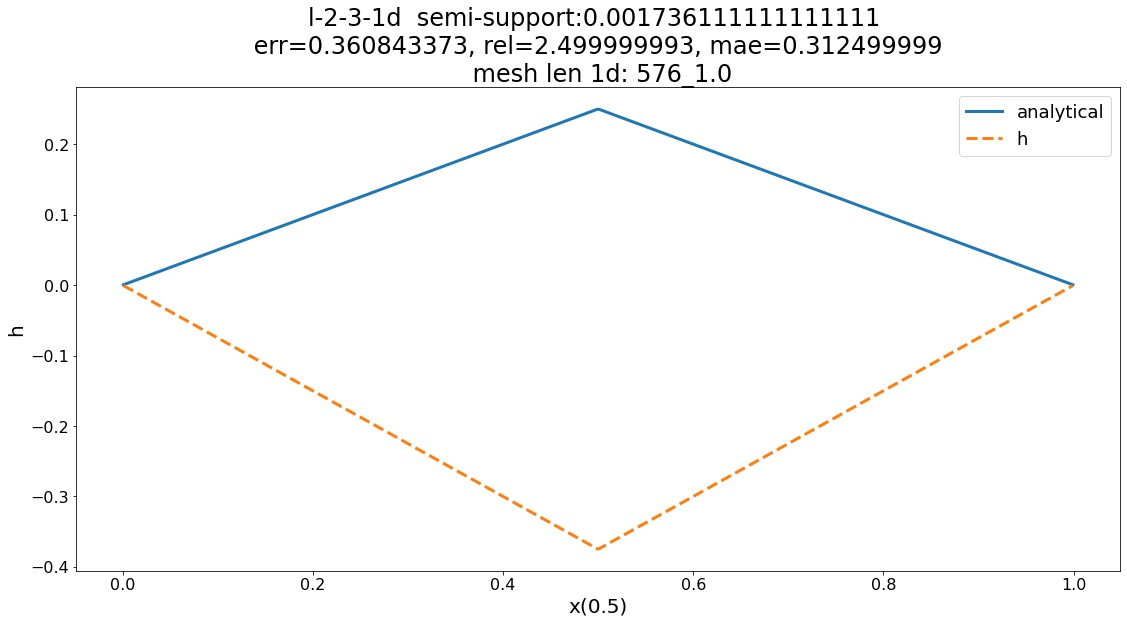 l-2-3-1d  semi-support:0.001736111111111111
err=0.360843373, rel=2.499999993, mae=0.312499999
mesh len 1d: 576_1.0
analytical
h
0.2
0.1
0.0
−0.1
−0.2
−0.3
−0.4
h
0.0
0.2
0.4
0.6
0.8
1.0
x(0.5)